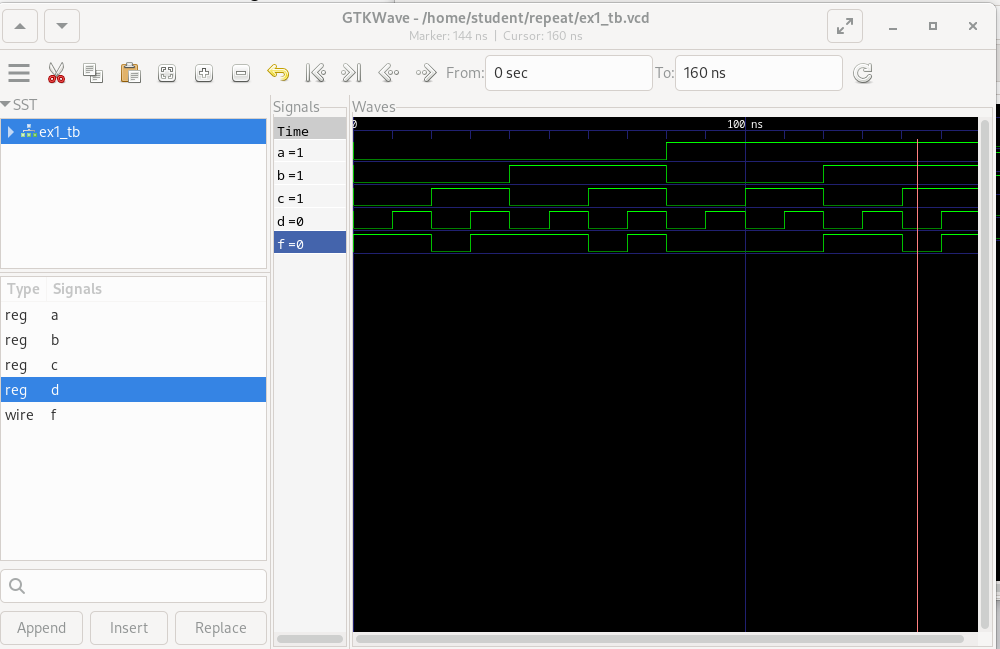 GTKWave - /home/student/repeat/ex1_tb.vcd
Marker: 144 ns | Cursor: 160 ns
From: 0 sec To: 160 ns
SST
ex1_tb
Type Signals
reg a
reg b
reg c
reg d
wire f
Append Insert Replace
Signals
Time
a=1
b=1
c=1
d=0
f=0
Waves
0 100 ns